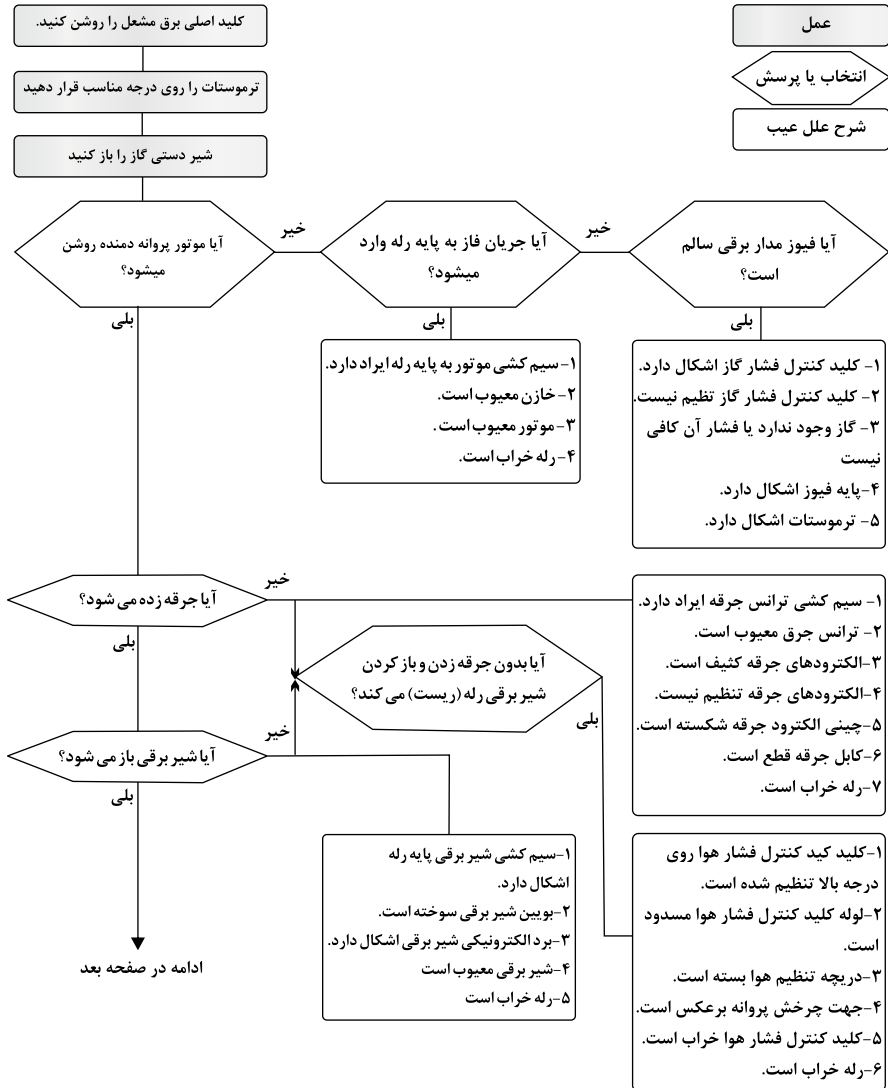 عمل
انتخاب یا پرسش
شرح علل عیب
کلید اصلی برق مشعل را روشن کنید.
ترموستات را روی درجه مناسب قرار دهید
شیر دستی گاز را باز کنید
آیا موتور پروانه دمنده روشن
میشود؟
خیر
آیا جریان فاز به پایه رله وارد
میشود؟
خیر
آیا فیوز مدار برقی سالم
است؟
بلی
بلی
بلی
۱- کلید کنترل فشار گاز اشکال دارد.
۲- کلید کنترل فشار گاز تظیم نیست.
۳- گاز وجود ندارد یا فشار آن کافی
نیست
۴-پایه فیوز اشکال دارد.
۵- ترموستات اشکال دارد.
۱-سیم کشی موتور به پایه رله ایراد دارد.
۲-خازن معیوب است.
۳-موتور معیوب است.
۴-رله خراب است.
آیا جرقه زده می شود؟
خیر
بلی
۱- سیم کشی ترانس جرقه ایراد دارد.
۲- ترانس جرق معیوب است.
۳-الکترودهای جرقه کثیف است.
۴-الکترودهای جرقه تنظیم نیست.
۵-چینی الکترود جرقه شکسته است.
۶-کابل جرقه قطع است.
۷-رله خراب است.
آیا بدون جرقه زدن و باز کردن
شیر برقی رله (ریست) می کند؟
بلی
آیا شیر برقی باز می شود؟
خیر
بلی
۱-سیم کشی شیر برقی پایه رله
اشکال دارد.
۲-بویین شیر برقی سوخته است.
۳-برد الکترونیکی شیر برقی اشکال دارد.
۴-شیر برقی معیوب است
۵-رله خراب است
۱-کلید کید کنترل فشار هوا روی
درجه بالا تنظیم شده است.
۲-لوله کلید کنترل فشار هوا مسدود
است.
۳-دریچه تنظیم هوا بسته است.
۴-جهت چرخش پروانه برعکس است.
۵-کلید کنترل فشار هوا خراب است.
۶-رله خراب است.
ادامه در صفحه بعد